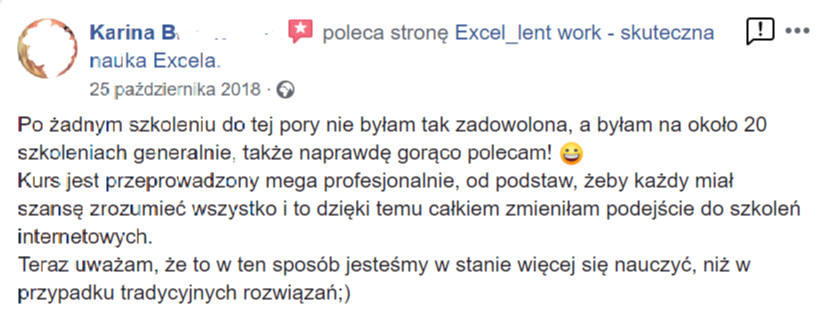 Karina B. poleca stronę Excel_lent work - skuteczna
nauka Excela.
25 października 2018 ·
Po żadnym szkoleniu do tej pory nie byłam tak zadowolona, a byłam na około 20
szkoleniach generalnie, także naprawdę gorąco polecam! 😀
Kurs jest przeprowadzony mega profesjonalnie, od podstaw, żeby każdy miał
szansę zrozumieć wszystko i to dzięki temu całkiem zmieniłam podejście do szkoleń
internetowych.
Teraz uważam, że to w ten sposób jesteśmy w stanie więcej się nauczyć, niż w
przypadku tradycyjnych rozwiązań;)